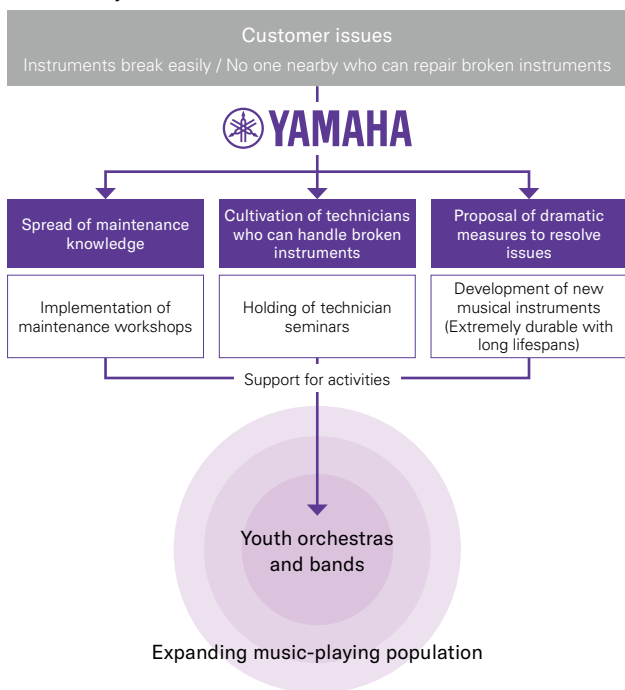 Customer issues
Instruments break easily / No one nearby who can repair broken instruments
YAMAHA
Spread of maintenance
knowledge
Cultivation of technicians
who can handle broken
instruments
Proposal of dramatic
measures to resolve
issues
Implementation of
maintenance workshops
Holding of technician
seminars
Development of new
musical instruments
(Extremely durable with
long lifespans)
Support for activities
Youth orchestras
and bands
Expanding music-playing population